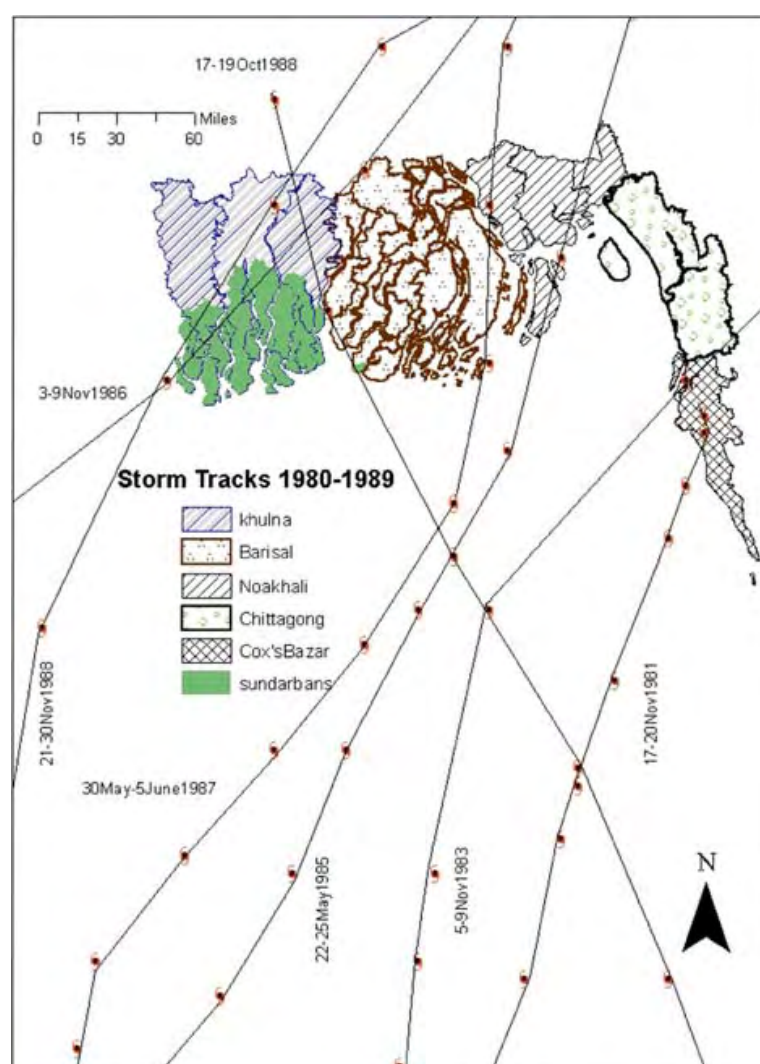 17-19Oct1988
Miles
0 15 30 60
3-9Nov1986
Storm Tracks 1980-1989
khulna
Barisal
Noakhali
Chittagong
Cox'sBazar
sundarbans
21-30Nov1988
17-20Nov1981
30May-5June1987
22-25May1985
5-9Nov1983
N